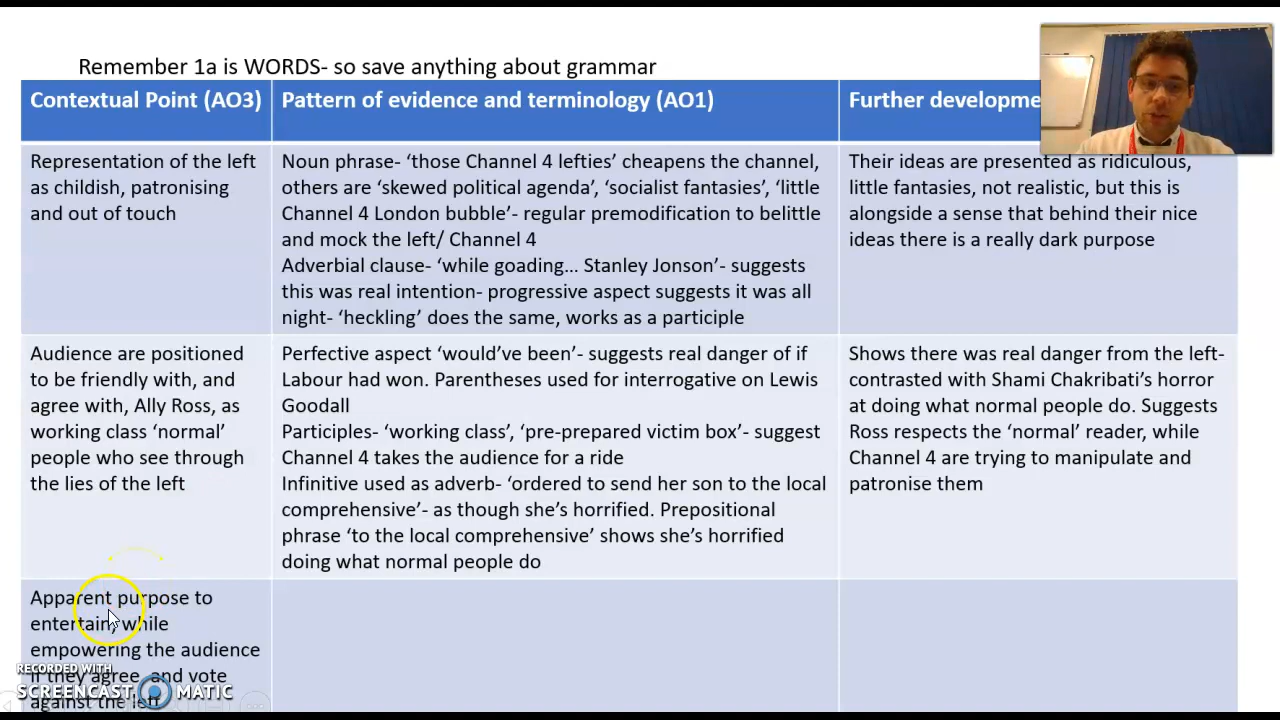 Remember 1a is WORDS- so save anything about grammar
Contextual Point (AO3)
Pattern of evidence and terminology (AO1)
Further developme
Representation of the left
as childish, patronising
and out of touch
Noun phrase- ‘those Channel 4 lefties’ cheapens the channel,
others are ‘skewed political agenda’, ‘socialist fantasies’, ‘little
Channel 4 London bubble’- regular premodification to belittle
and mock the left/ Channel 4
Adverbial clause- ‘while goading… Stanley Jonson’- suggests
this was real intention- progressive aspect suggests it was all
night- ‘heckling’ does the same, works as a participle
Their ideas are presented as ridiculous,
little fantasies, not realistic, but this is
alongside a sense that behind their nice
ideas there is a really dark purpose
Audience are positioned
to be friendly with, and
agree with, Ally Ross, as
working class ‘normal’
people who see through
the lies of the left
Perfective aspect ‘would’ve been’- suggests real danger of if
Labour had won. Parentheses used for interrogative on Lewis
Goodall
Participles- ‘working class’, ‘pre-prepared victim box’- suggest
Channel 4 takes the audience for a ride
Infinitive used as adverb- ‘ordered to send her son to the local
comprehensive’- as though she’s horrified. Prepositional
phrase ‘to the local comprehensive’ shows she’s horrified
doing what normal people do
Shows there was real danger from the left-
contrasted with Shami Chakribati’s horror
at doing what normal people do. Suggests
Ross respects the ‘normal’ reader, while
Channel 4 are trying to manipulate and
patronise them
Apparent purpose to
entertain, while
empowering the audience
if they agree, and vote
against the left
RECORDED WITH
SCREENCAST MATIC